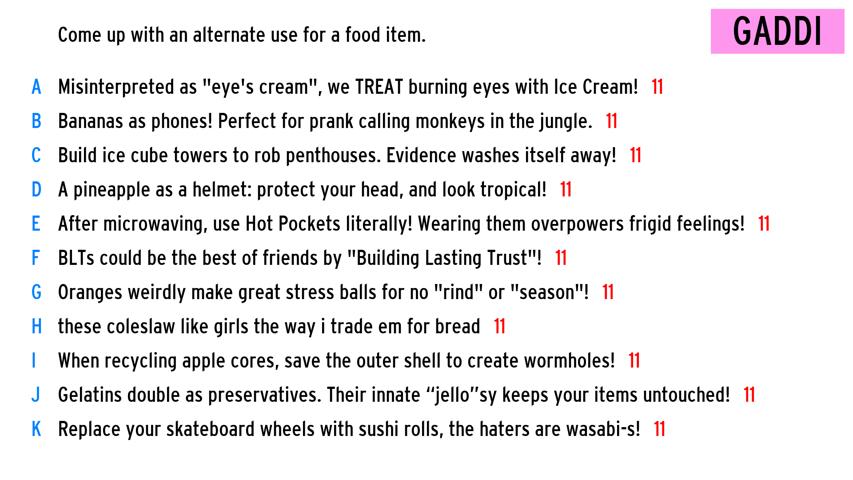 Come up with an alternate use for a food item.
GADDI
A Misinterpreted as "eye's cream", we TREAT burning eyes with Ice Cream! 11
B Bananas as phones! Perfect for prank calling monkeys in the jungle. 11
C Build ice cube towers to rob penthouses. Evidence washes itself away! 11
D A pineapple as a helmet: protect your head, and look tropical! 11
E After microwaving, use Hot Pockets literally! Wearing them overpowers frigid feelings! 11
F BLTs could be the best of friends by "Building Lasting Trust"! 11
G Oranges weirdly make great stress balls for no "rind" or "season"! 11
H these coleslaw like girls the way i trade em for bread 11
I When recycling apple cores, save the outer shell to create wormholes! 11
J Gelatins double as preservatives. Their innate “jello”sy keeps your items untouched! 11
K Replace your skateboard wheels with sushi rolls, the haters are wasabi-s! 11